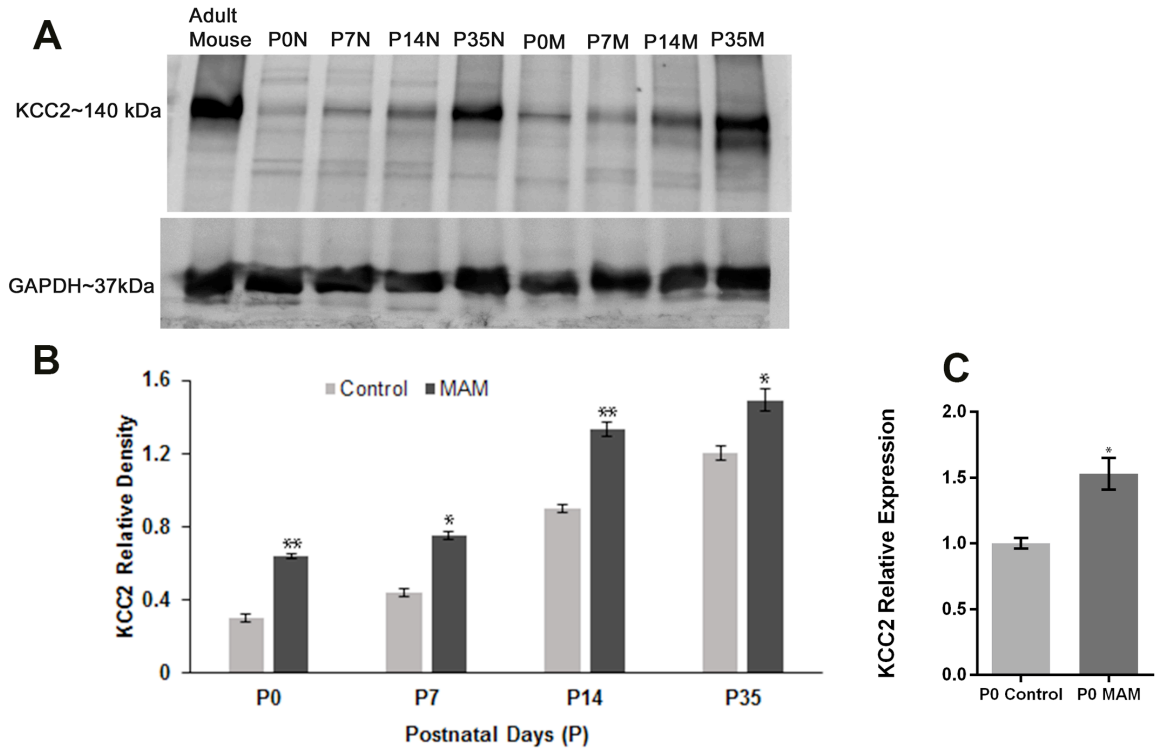 A
Adult
Mouse P0N P7N P14N P35N P0M P7M P14M P35M
KCC2~140 kDa
GAPDH~37kDa
B
KCC2 Relative Density
1.6
1.2
0.8
0.4
0
Control MAM
** * ** *
P0 P7 P14 P35
Postnatal Days (P)
C
KCC2 Relative Expression
2.0
1.5
1.0
0.5
0.0
*
P0 Control P0 MAM